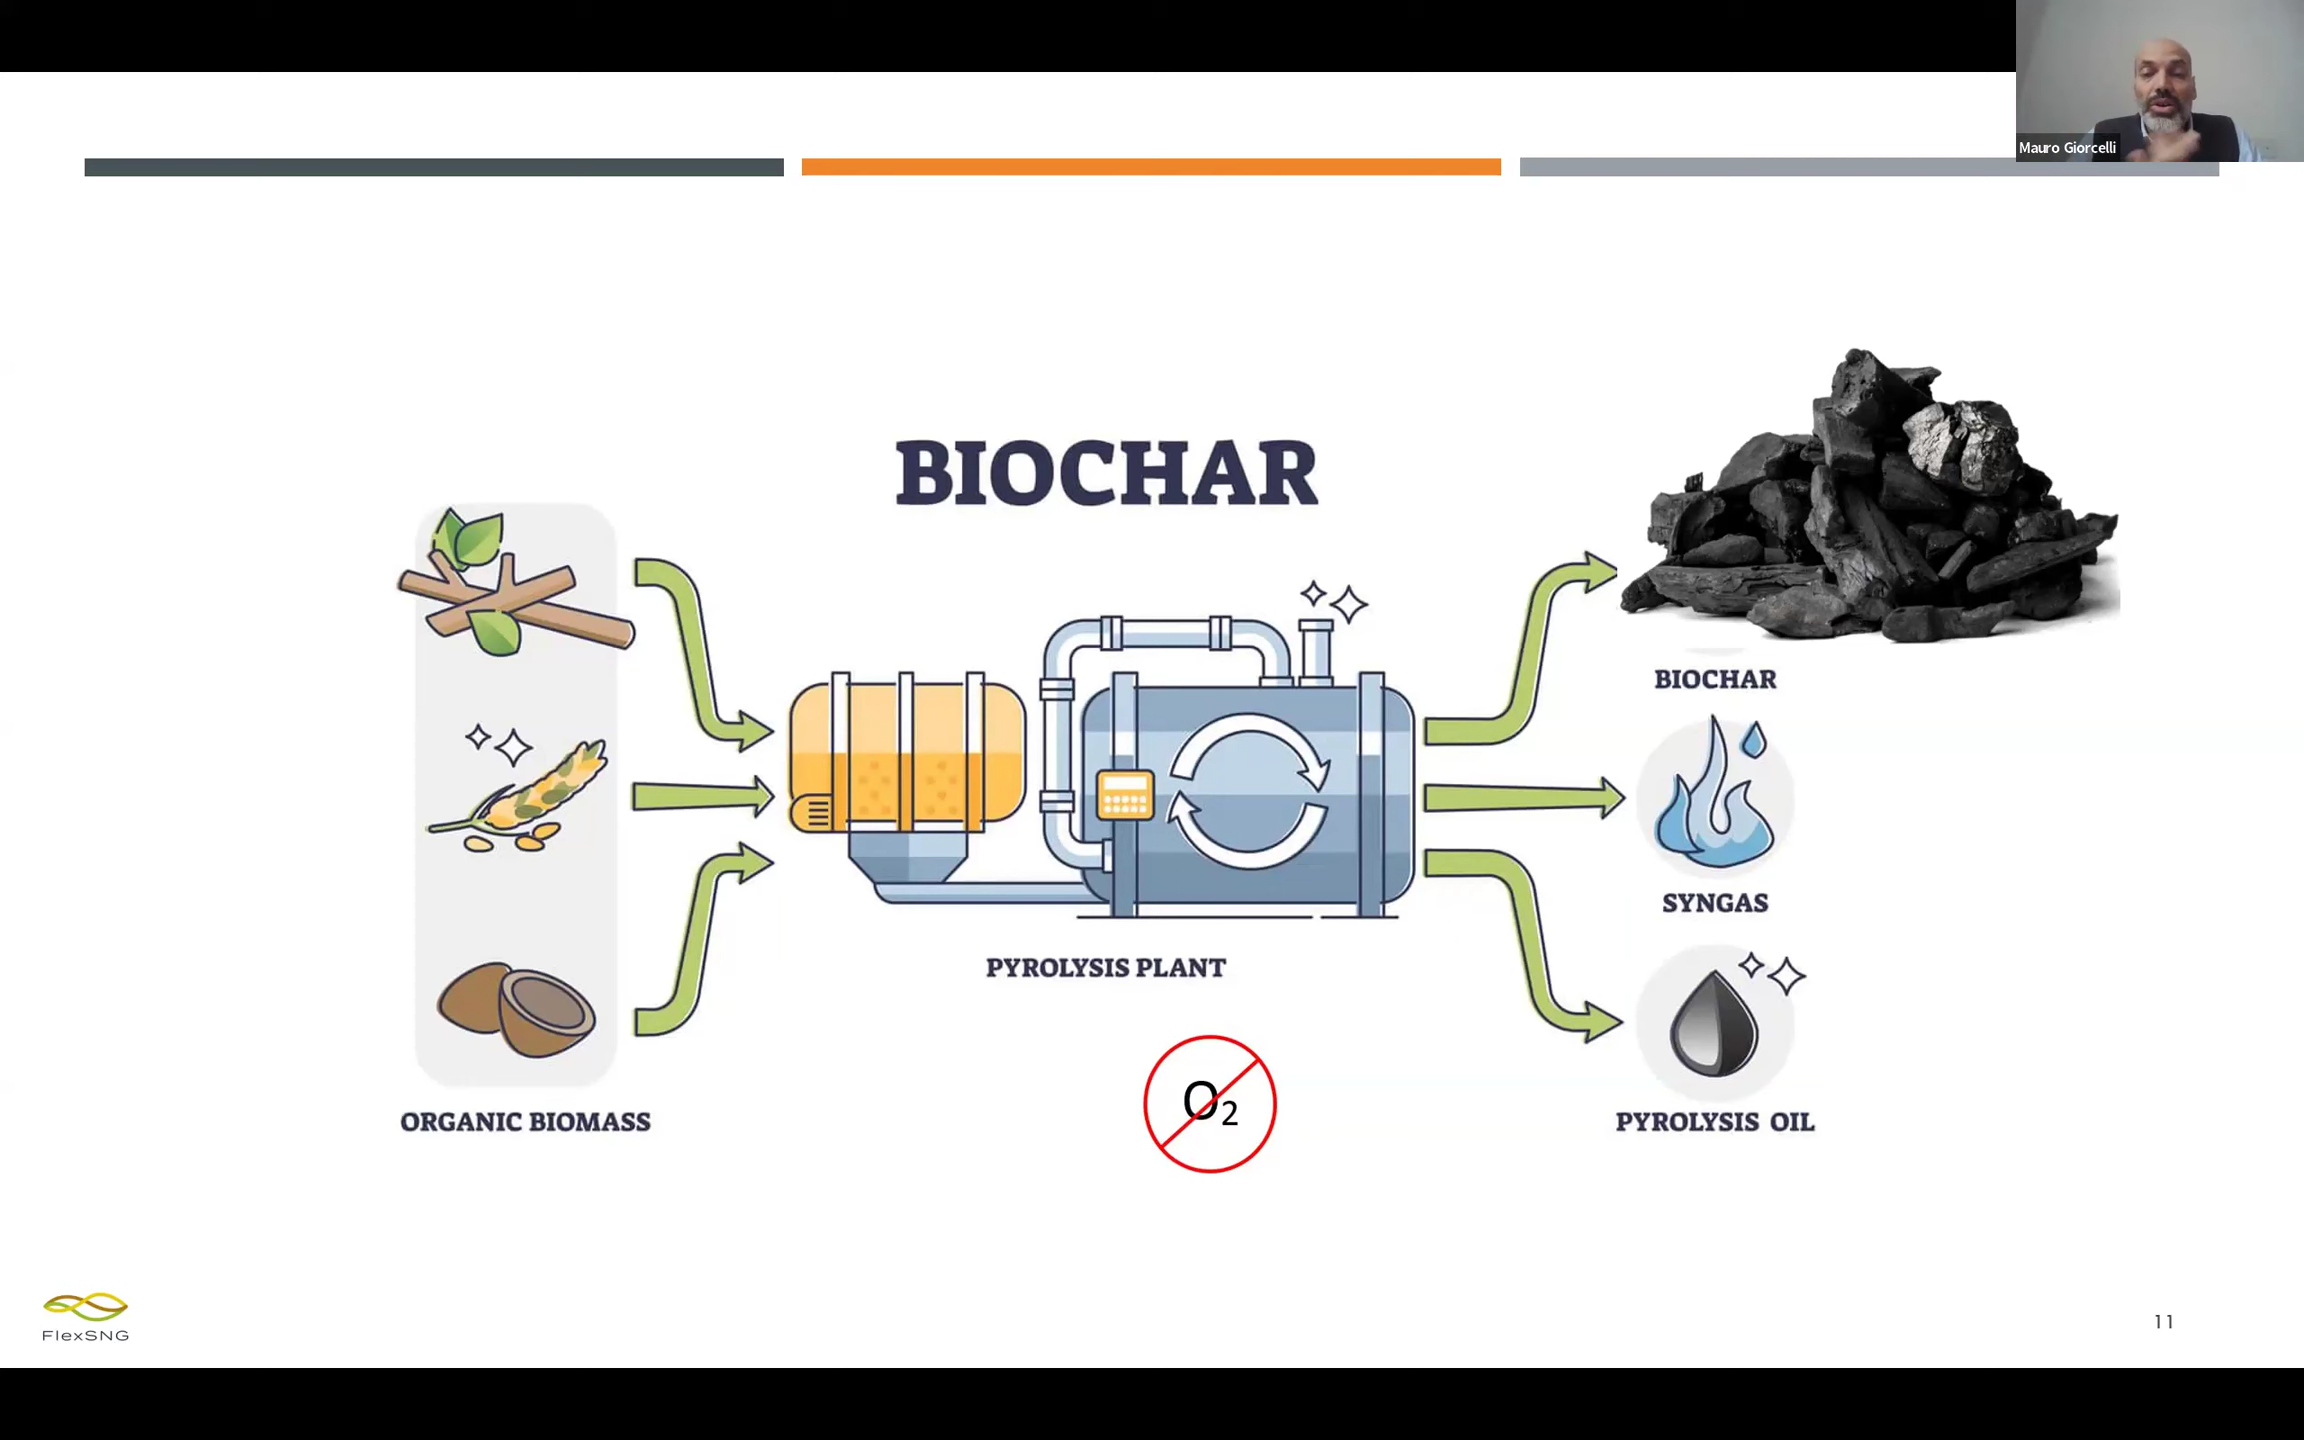 Mauro Giorcelli
BIOCHAR
BIOCHAR
SYNGAS
PYROLYSIS PLANT
O₂
ORGANIC BIOMASS
PYROLYSIS OIL
FlexSNG
11